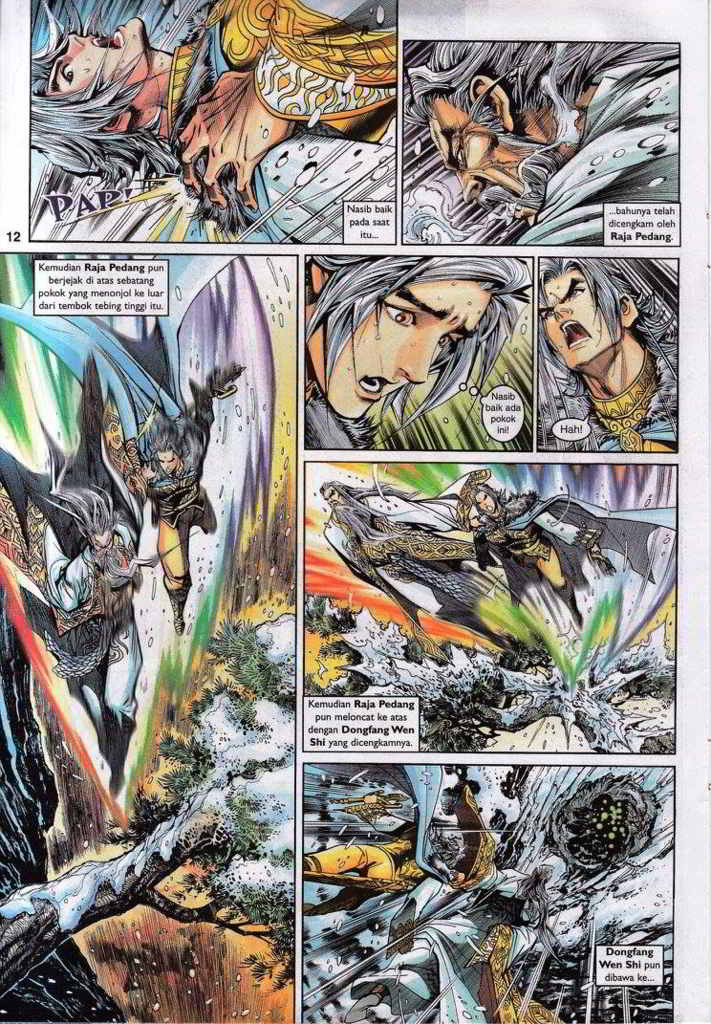 PAP!
Nasib baik
pada saat
itu...
...bahunya telah
dicengkam oleh
Raja Pedang.
12
Kemudian Raja Pedang pun
berjejak di atas sebatang
pokok yang menonjol ke luar
dari tembok tebing tinggi itu.
Nasib
baik ada
pokok
ini!
Hah!
Kemudian Raja Pedang
pun meloncat ke atas
dengan Dongfang Wen
Shi yang dicengkamnya.
Dongfang
Wen Shi pun
dibawa ke...